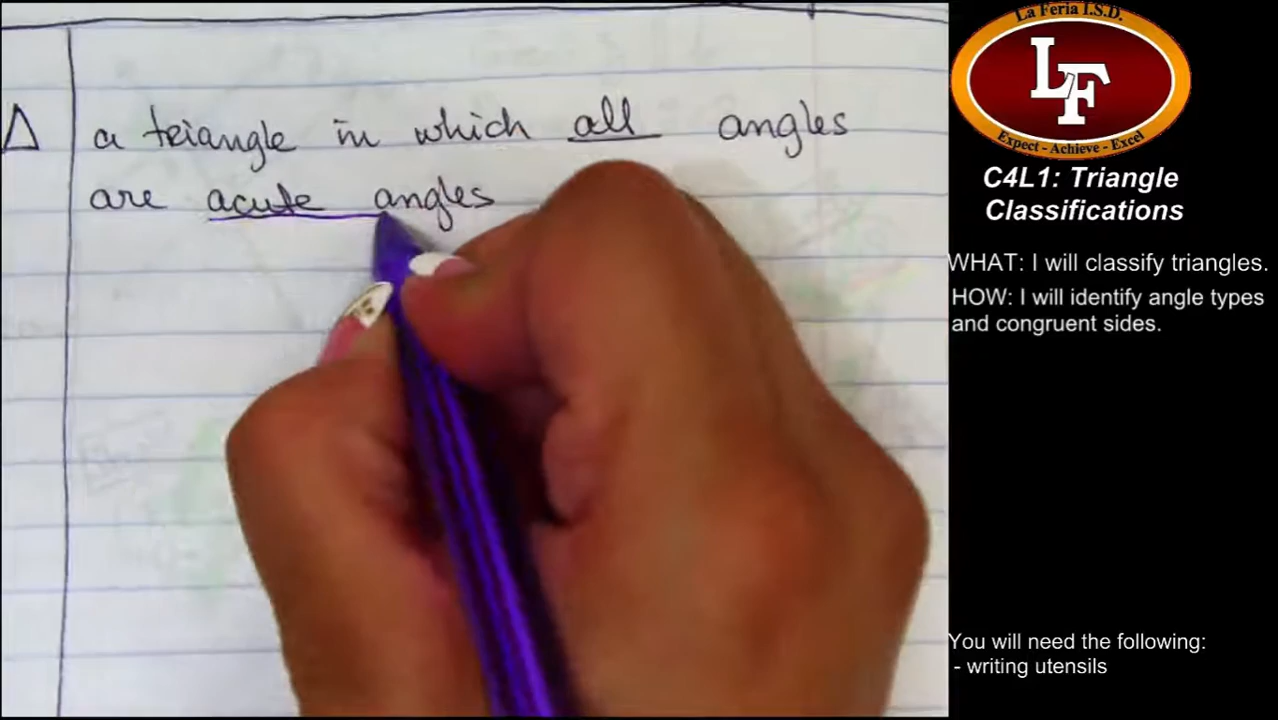 Δ a triangle in which all angles
are acute angles
La Feria I.S.D.
LF
Expect - Achieve - Excel
C4L1: Triangle
Classifications
WHAT: I will classify triangles.
HOW: I will identify angle types
and congruent sides.
You will need the following:
- writing utensils